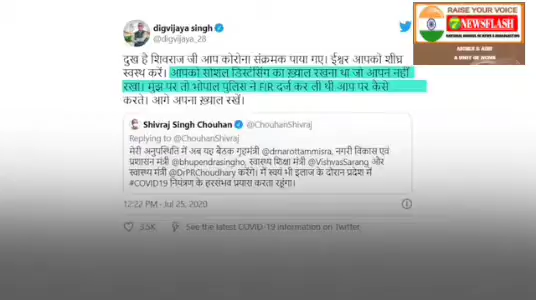 digvijaya singh
@digvijaya_28
दुख है शिवराज जी आप कोरोना संक्रमक पाया गए। ईश्वर आपको शीघ्र
स्वस्थ करें। आपको सोशल डिस्टेंसिंग का ख़्याल रखना था जो आपने नहीं
रखा। मुझ पर तो भोपाल पुलिस ने FIR दर्ज कर ली थी आप पर कैसे
करते। आगे अपना ख़्याल रखें।
Shivraj Singh Chouhan @ChouhanShivraj
Replying to @ChouhanShivraj
मेरी अनुपस्थिति में अब यह बैठक गृहमंत्री @drnarottammisra, नगरी विकास एवं
प्रशासन मंत्री @bhupendrasingho, स्वास्थ्य शिक्षा मंत्री @VishvasSarang और
स्वास्थ्य मंत्री @DrPRChoudhary करेंगे। मैं स्वयं भी इलाज के दौरान प्रदेश में
#COVID19 नियंत्रण के हरसंभव प्रयास करता रहूंगा।
12:22 PM - Jul 25, 2020
3.5K See the latest COVID-19 information on Twitter
RAISE YOUR VOICE
7 NEWSFLASH